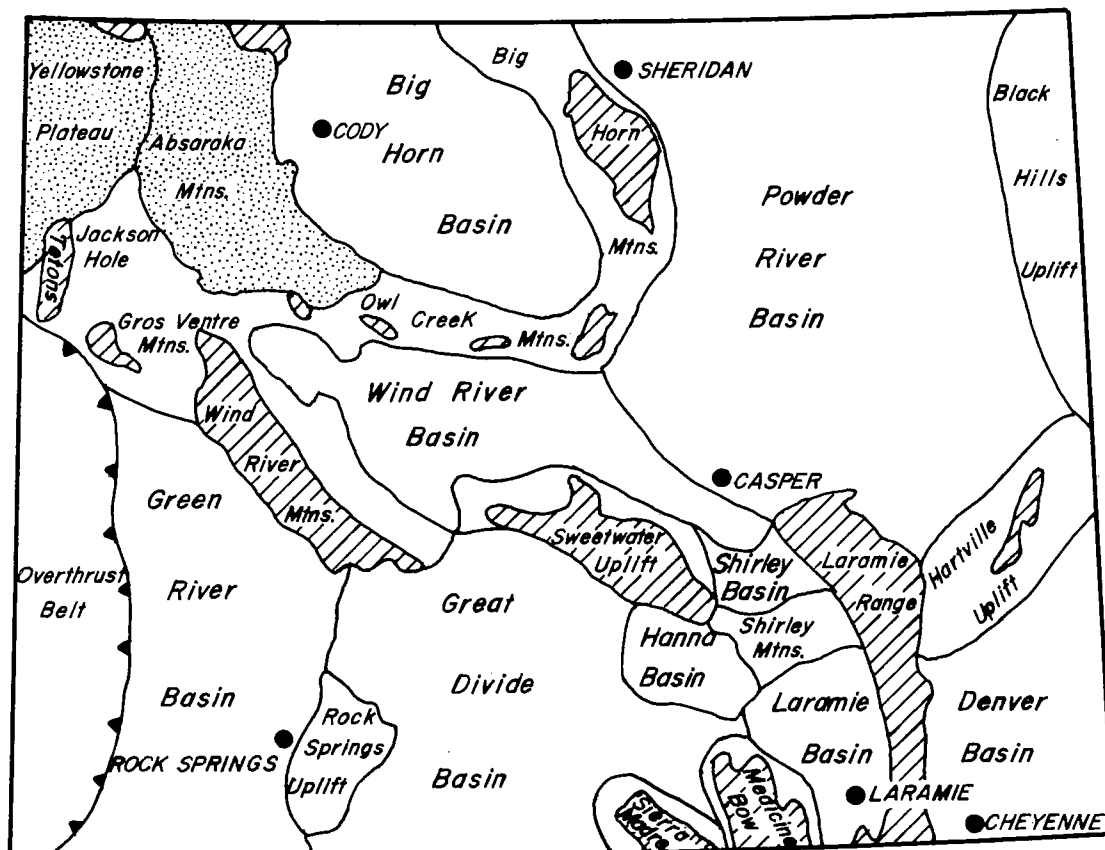 Yellowstone
Plateau
Absaraka
Mtns.
Big
Horn
Basin
CODY
Big
Horn
Mtns.
SHERIDAN
Powder
River
Basin
Black
Hills
Uplift
Tetons
Jackson
Hole
Gros Ventre
Mtns.
Owl
Creek
Mtns.
Wind River
Basin
Wind
River
Mtns.
CASPER
Green
River
Basin
Overthrust
Belt
Sweetwater
Uplift
Shirley
Basin
Laramie
Range
Hartville
Uplift
Great
Divide
Basin
Hanna
Basin
Shirley
Mtns.
Rock
Springs
Uplift
ROCK SPRINGS
Laramie
Basin
Denver
Basin
Sierra
Madre
Medicine
Bow
LARAMIE
CHEYENNE